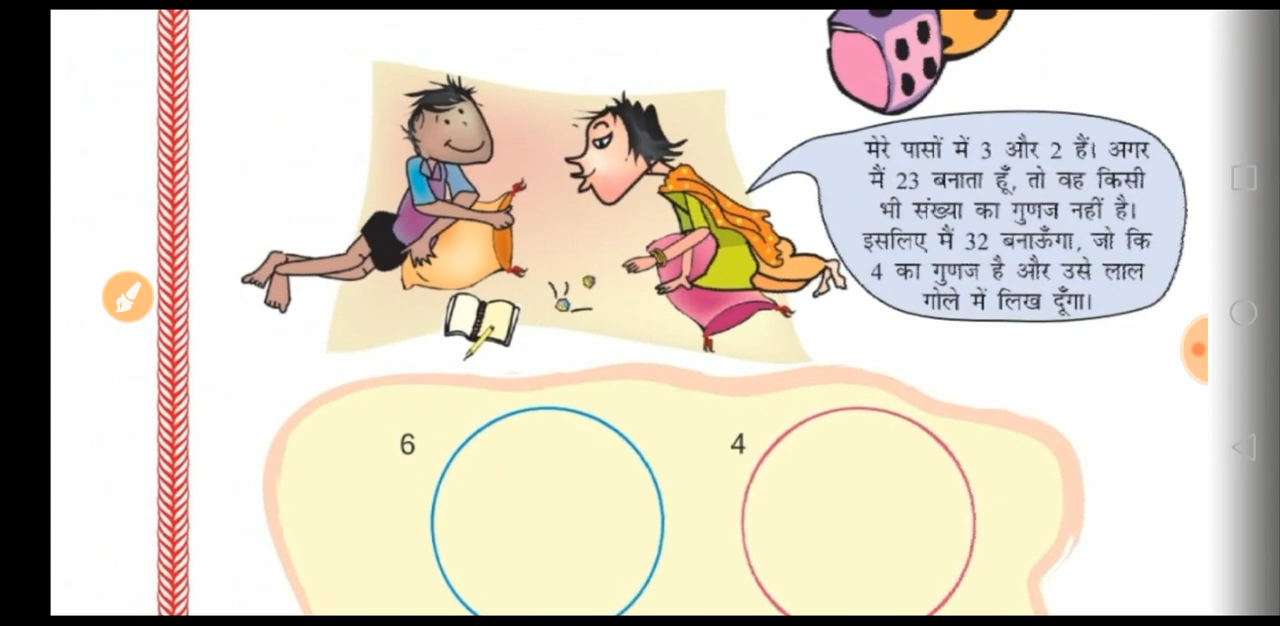 मेरे पासों में 3 और 2 हैं। अगर
मैं 23 बनाता हूँ, तो वह किसी
भी संख्या का गुणज नहीं है।
इसलिए मैं 32 बनाऊँगा, जो कि
4 का गुणज है और उसे लाल
गोले में लिख दूँगा।
6
4